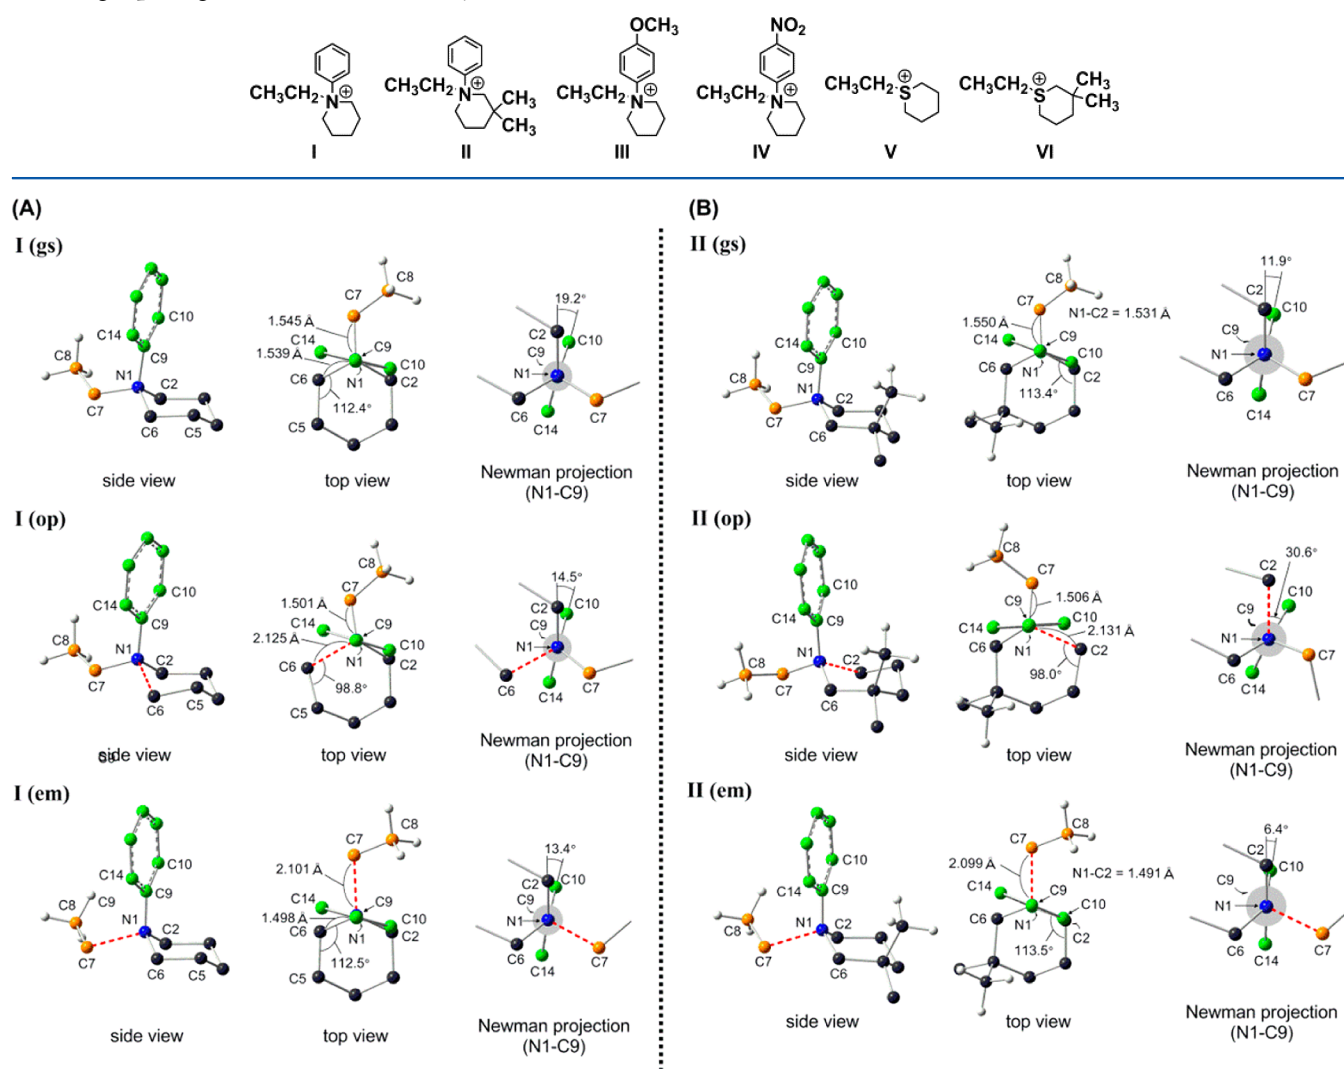 OCH3
NO2
CH3CH2 N ⊕
CH3CH2 N ⊕ CH3 CH3
CH3CH2 N ⊕
CH3CH2 N ⊕
CH3CH2 S +
CH3CH2 S + CH3 CH3
I II III IV V VI
(A)
I (gs)
C14 C10 C9 C8 N1 C2 C7 C6 C5
C8 C7 1.545 Å C14 C9 1.539 Å C10 C6 N1 C2 112.4° C5
19.2° C2 C10 C9 N1 C6 C7 C14
side view top view Newman projection
(N1-C9)
I (op)
C10 C14 C9 N1 C8 C2 C7 C6 C5
C8 C7 1.501 Å C14 C9 2.125 Å C10 C6 N1 C2 98.8° C5
14.5° C2 C10 C9 N1 C6 C7 C14
side view top view Newman projection
(N1-C9)
I (em)
C10 C14 C9 C9 C8 N1 C2 C7 C6 C5
C7 C8 2.101 Å C14 C9 1.498 Å C10 C6 N1 C2 112.5° C5
13.4° C2 C10 C9 N1 C6 C7 C14
side view top view Newman projection
(N1-C9)
(B)
II (gs)
C10 C14 C9 C8 N1 C2 C7 C6
C8 C7 N1-C2 = 1.531 Å 1.550 Å C14 C9 C10 C6 N1 C2 113.4°
11.9° C2 C10 C9 N1 C6 C7 C14
side view top view Newman projection
(N1-C9)
II (op)
C10 C14 C9 N1 C2 C8 C7 C6
C8 C7 C9 1.506 Å C10 C14 N1 2.131 Å C6 C2 98.0°
30.6° C2 C10 C9 N1 C6 C7 C14
side view top view Newman projection
(N1-C9)
II (em)
C10 C14 C9 C8 N1 C2 C7 C6
C8 C7 2.099 Å N1-C2 = 1.491 Å C14 C9 C10 C6 N1 C2 113.5°
6.4° C2 C10 C9 N1 C6 C7 C14
side view top view Newman projection
(N1-C9)